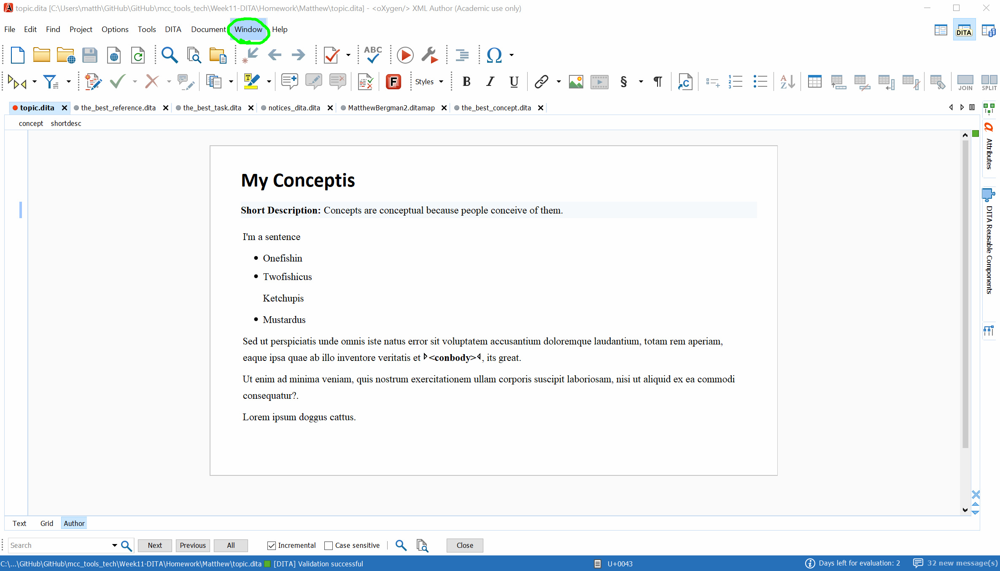 topic.dita [C:\Users\matth\GitHub\GitHub\mcc_tools_tech\Week11-DITA\Homework\Matthew\topic.dita] - <oXygen/> XML Author (Academic use only)
File Edit Find Project Options Tools DITA Document Window Help
DITA
ABC
Ω
T
F
Styles
B I U
§ ¶
C
1
2
3
A
Z
JOIN
SPLIT
topic.dita the_best_reference.dita the_best_task.dita notices_dita.dita MatthewBergman2.ditamap the_best_concept.dita
concept shortdesc
a Attributes
DITA Reusable Components
My Conceptis
Short Description: Concepts are conceptual because people conceive of them.
I'm a sentence
• Onefishin
• Twofishicus
Ketchupis
• Mustardus
Sed ut perspiciatis unde omnis iste natus error sit voluptatem accusantium doloremque laudantium, totam rem aperiam,
eaque ipsa quae ab illo inventore veritatis et <conbody>, its great.
Ut enim ad minima veniam, quis nostrum exercitationem ullam corporis suscipit laboriosam, nisi ut aliquid ex ea commodi
consequatur?.
Lorem ipsum doggus cattus.
Text Grid Author
Search Next Previous All Incremental Case sensitive Close
C:\...\GitHub\GitHub\mcc_tools_tech\Week11-DITA\Homework\Matthew\topic.dita [DITA] Validation successful U+0043 Days left for evaluation: 2 32 new message(s)